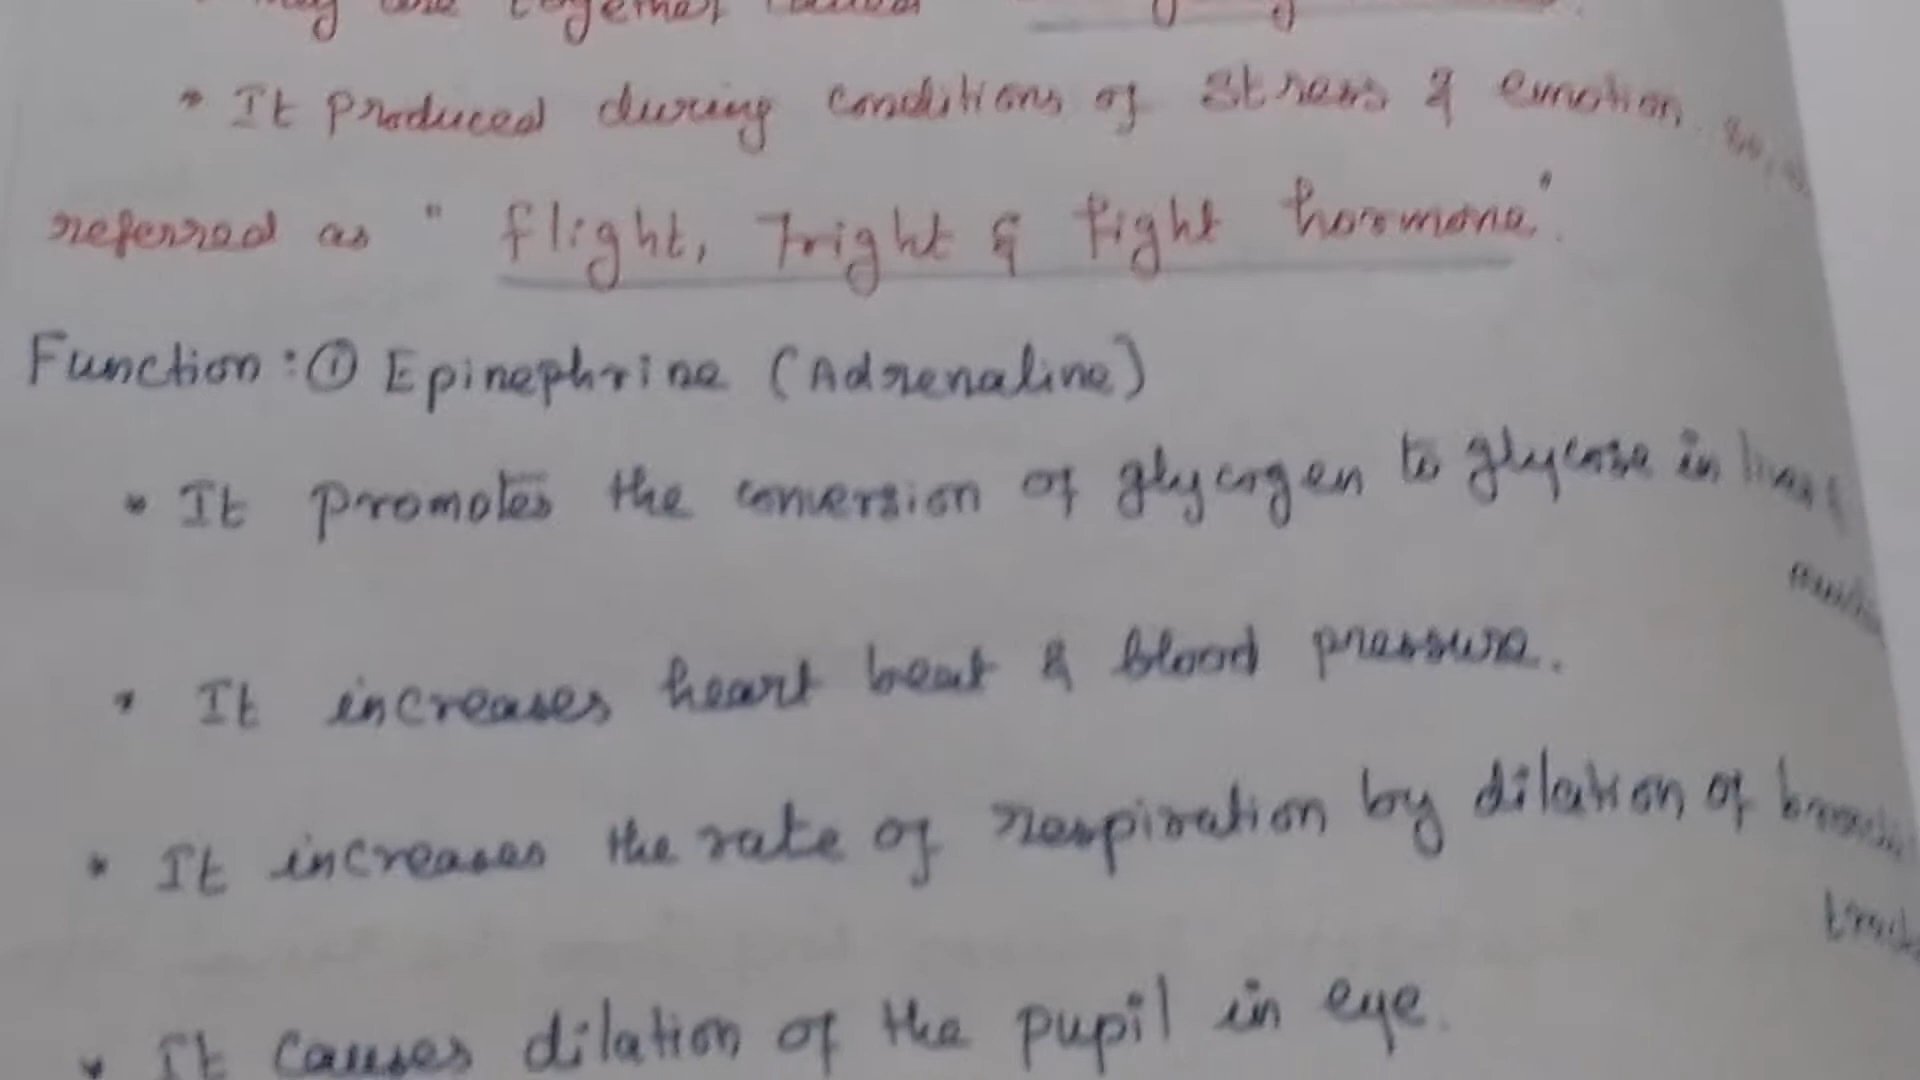 together
• It produced during conditions of Stress & emotion
referred as " flight, Fright & Fight hormone"
Function : ① Epinephrine (Adrenaline)
• It promotes the conversion of glycogen to glycose in
• It increases heart beat & blood pressure.
• It increases the rate of respiration by dilation of
• It causes dilation of the pupil in eye.